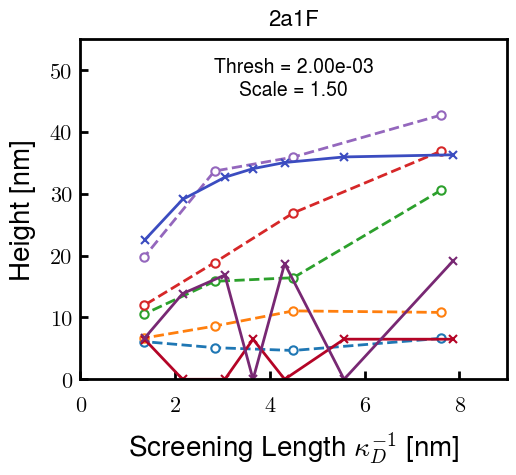 2a1F
Thresh = 2.00e-03
Scale = 1.50
Height [nm]
50
40
30
20
10
0
0 2 4 6 8
Screening Length κ_D^{-1} [nm]